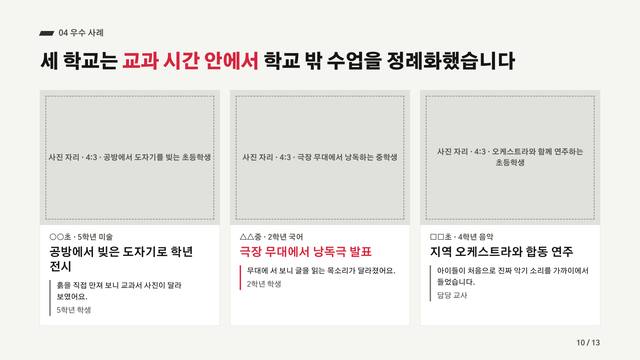 04 우수 사례
세 학교는 교과 시간 안에서 학교 밖 수업을 정례화했습니다
사진 자리 · 4:3 · 공방에서 도자기를 빚는 초등학생
○○초 · 5학년 미술
공방에서 빚은 도자기로 학년
전시
흙을 직접 만져 보니 교과서 사진이 달라
보였어요.
5학년 학생
사진 자리 · 4:3 · 극장 무대에서 낭독하는 중학생
△△중 · 2학년 국어
극장 무대에서 낭독극 발표
무대에 서 보니 글을 읽는 목소리가 달라졌어요.
2학년 학생
사진 자리 · 4:3 · 오케스트라와 함께 연주하는
초등학생
□□초 · 4학년 음악
지역 오케스트라와 합동 연주
아이들이 처음으로 진짜 악기 소리를 가까이에서
들었습니다.
담당 교사
10 / 13